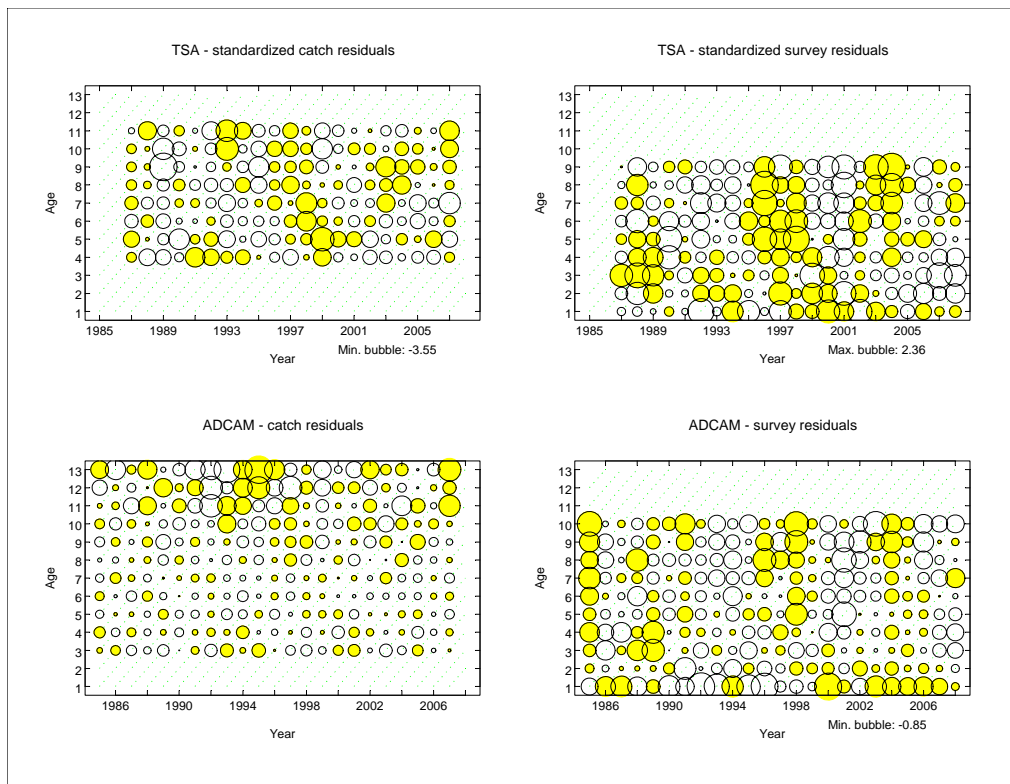 TSA - standardized catch residuals
13
12
11
10
9
8
7
6
5
4
3
2
1
Age
1985 1989 1993 1997 2001 2005
Year
Min. bubble: -3.55
TSA - standardized survey residuals
13
12
11
10
9
8
7
6
5
4
3
2
1
Age
1985 1989 1993 1997 2001 2005
Year
Max. bubble: 2.36
ADCAM - catch residuals
13
12
11
10
9
8
7
6
5
4
3
2
1
Age
1986 1990 1994 1998 2002 2006
Year
ADCAM - survey residuals
13
12
11
10
9
8
7
6
5
4
3
2
1
Age
1986 1990 1994 1998 2002 2006
Year
Min. bubble: -0.85